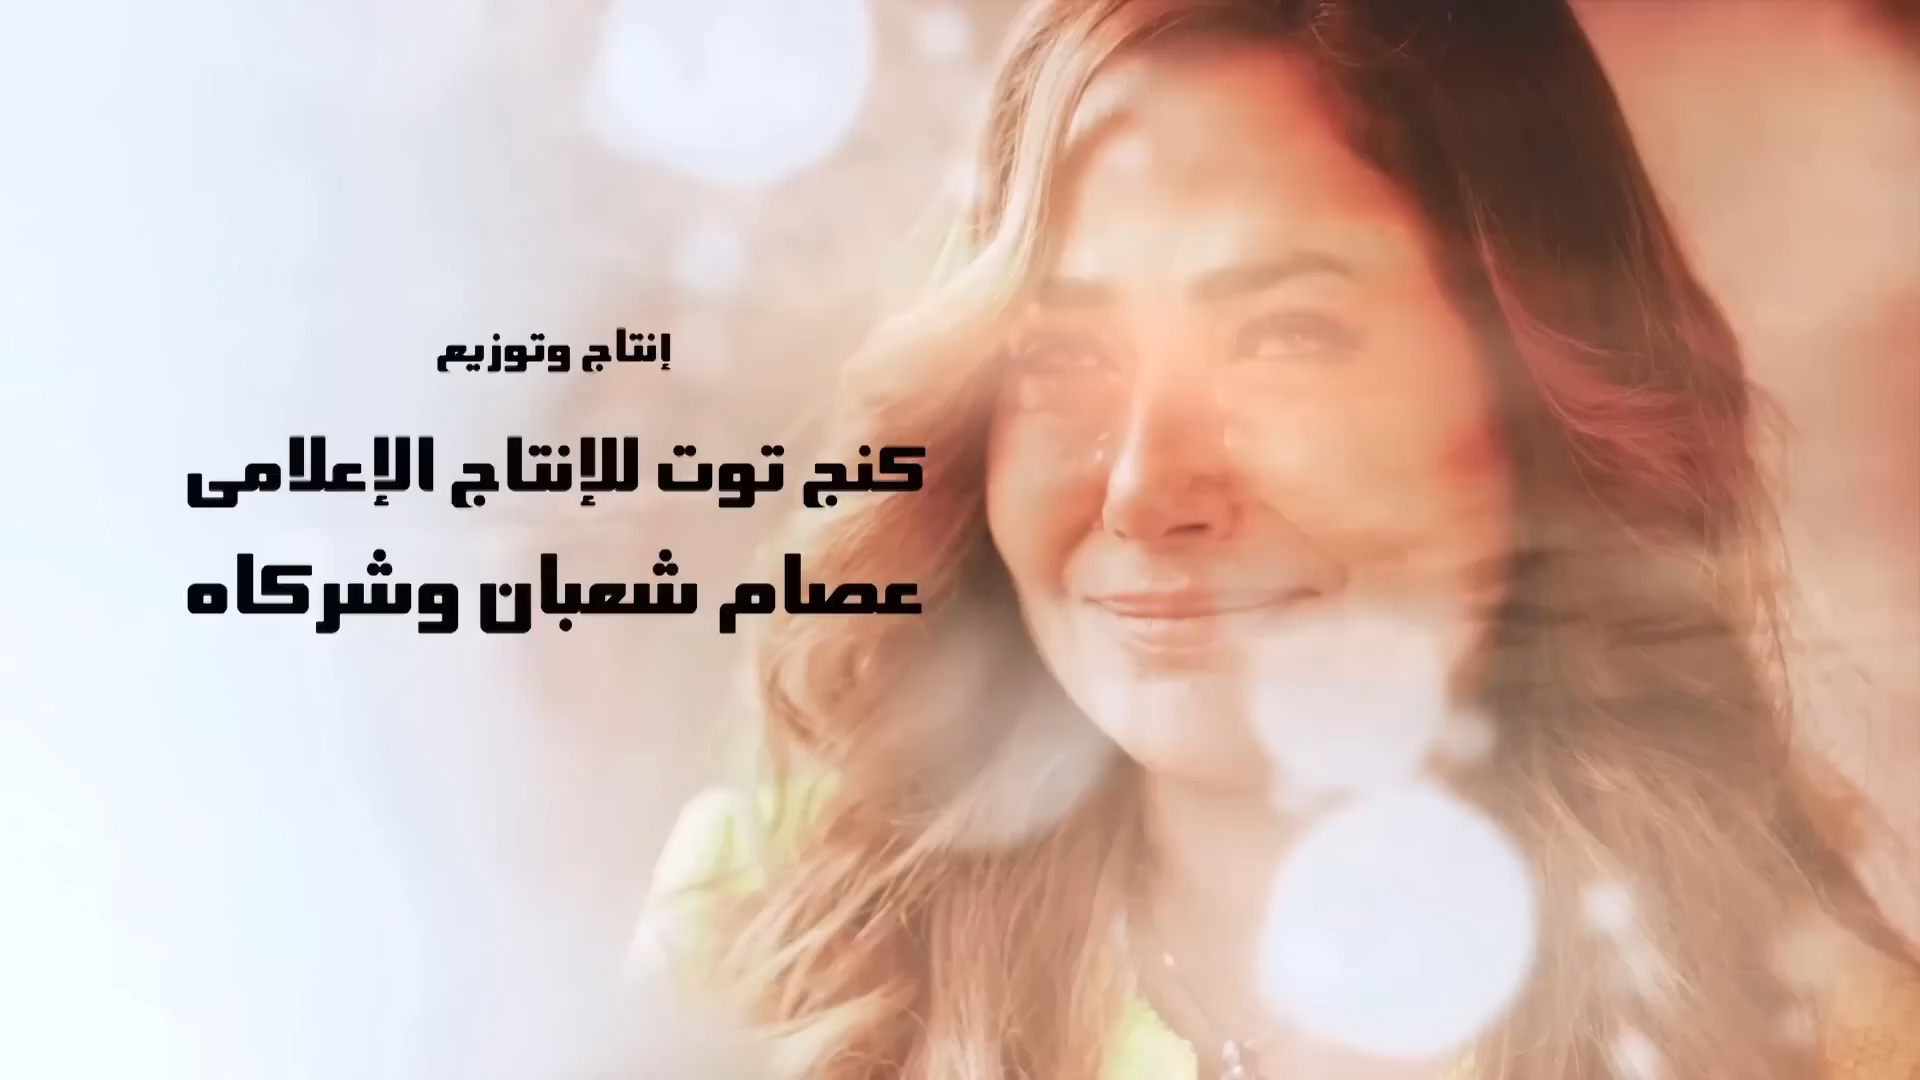 إنتاج وتوزيع
كنج توت للإنتاج الإعلامى
عصام شعبان وشركاه